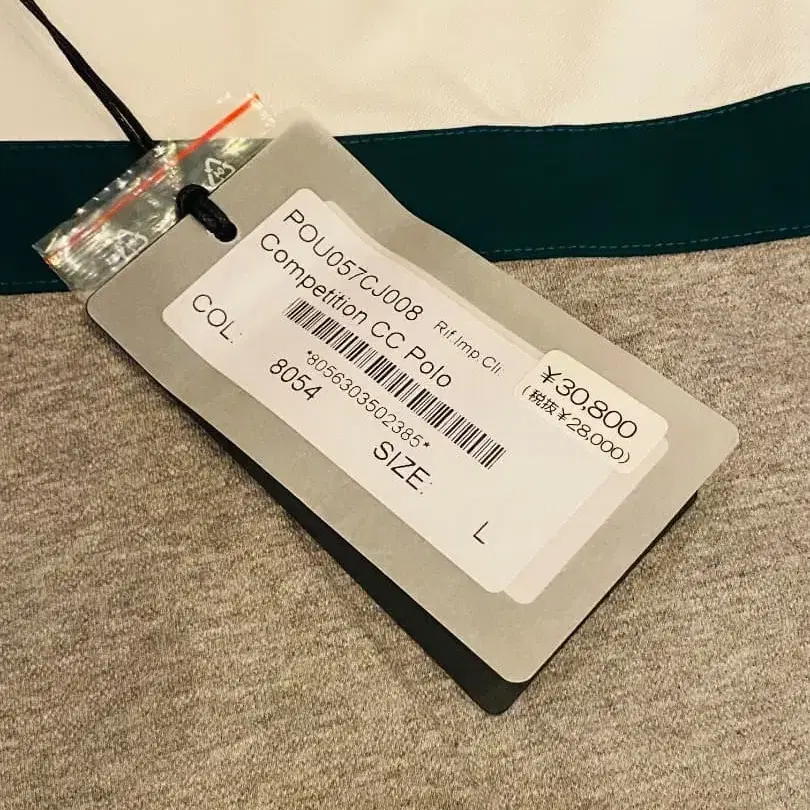 POU057CJ008 Rif.Imp Cli:
Competition CC Polo
*8056303502385*
COL: 8054
SIZE: L
¥30,800
(税抜¥28,000)